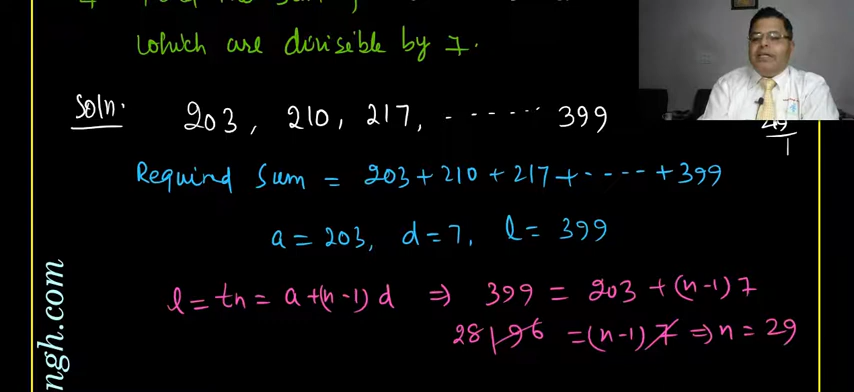 which are divisible by 7.
Soln.
203, 210, 217, ------ 399
Required Sum = 203 + 210 + 217 + ----- + 399
a = 203, d = 7, l = 399
l = tn = a + (n-1) d ⇒ 399 = 203 + (n-1) 7
28 196 = (n-1) 7 ⇒ n = 29
1
ngh.com